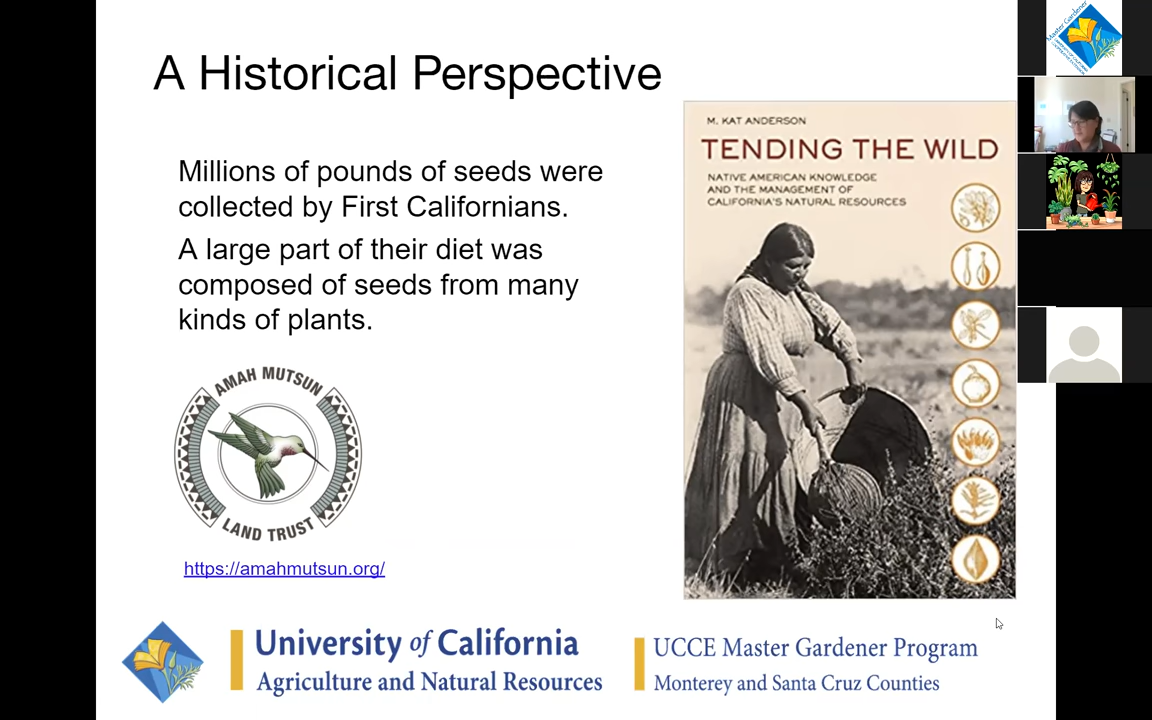 A Historical Perspective
Millions of pounds of seeds were
collected by First Californians.
A large part of their diet was
composed of seeds from many
kinds of plants.
AMAH MUTSUN
LAND TRUST
https://amahmutsun.org/
M. KAT ANDERSON
TENDING THE WILD
NATIVE AMERICAN KNOWLEDGE
AND THE MANAGEMENT OF
CALIFORNIA'S NATURAL RESOURCES
University of California
Agriculture and Natural Resources
UCCE Master Gardener Program
Monterey and Santa Cruz Counties
Master Gardener